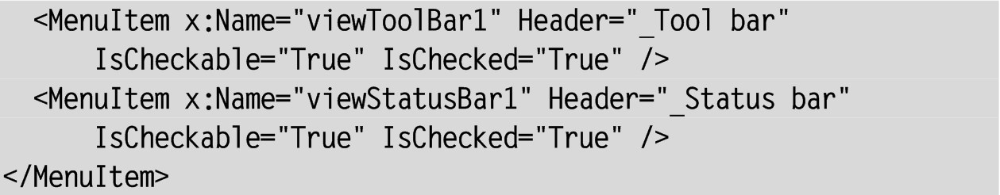 <MenuItem x:Name="viewToolBar1" Header="_Tool bar"
IsCheckable="True" IsChecked="True" />
<MenuItem x:Name="viewStatusBar1" Header="_Status bar"
IsCheckable="True" IsChecked="True" />
</MenuItem>